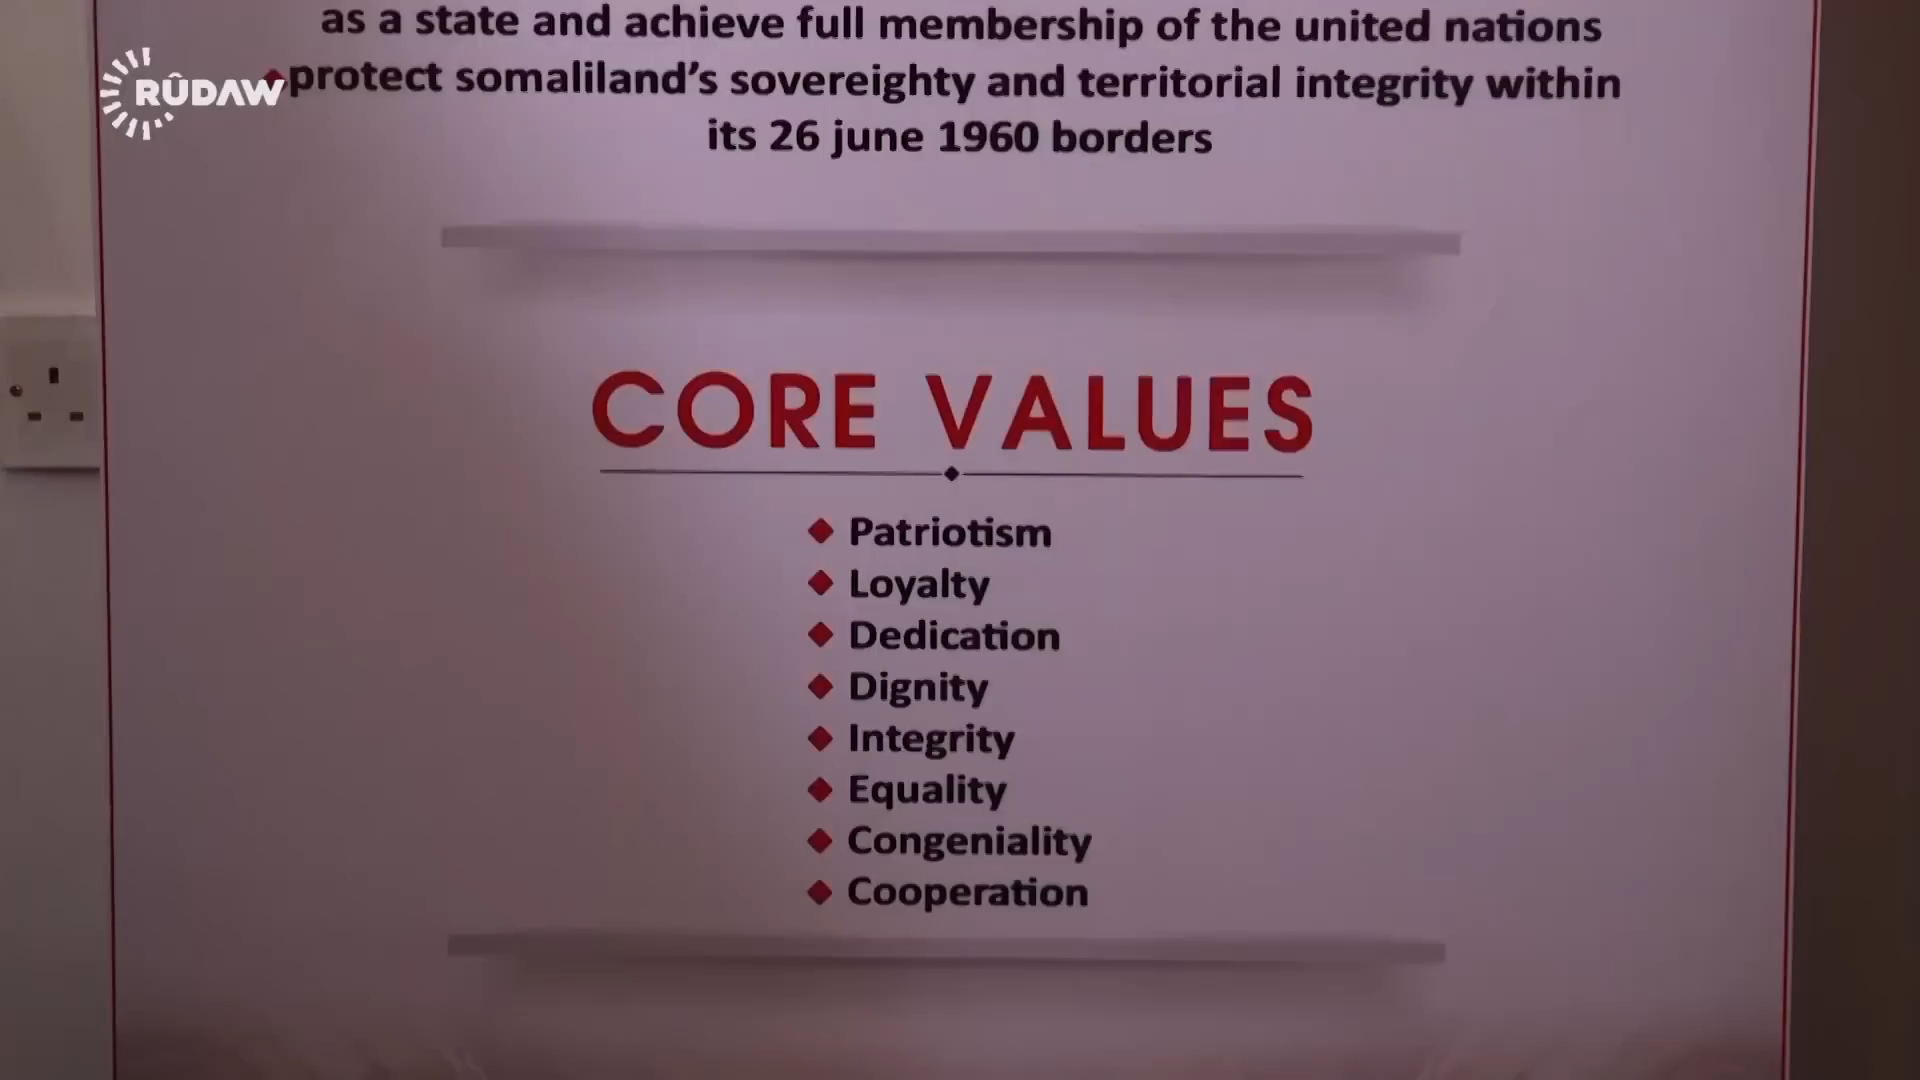 as a state and achieve full membership of the united nations
RÛDAW
protect somaliland's sovereighty and territorial integrity within
its 26 june 1960 borders
CORE VALUES
Patriotism
Loyalty
Dedication
Dignity
Integrity
Equality
Congeniality
Cooperation